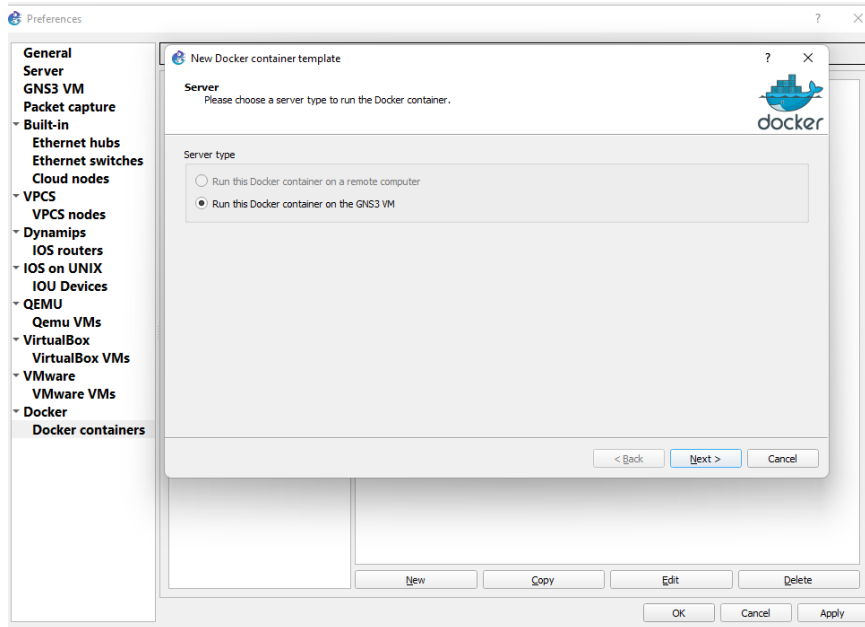 Preferences
General
Server
GNS3 VM
Packet capture
Built-in
Ethernet hubs
Ethernet switches
Cloud nodes
VPCS
VPCS nodes
Dynamips
IOS routers
IOS on UNIX
IOU Devices
QEMU
Qemu VMs
VirtualBox
VirtualBox VMs
VMware
VMware VMs
Docker
Docker containers
New Docker container template
Server
Please choose a server type to run the Docker container.
docker
Server type
Run this Docker container on a remote computer
Run this Docker container on the GNS3 VM
< Back Next > Cancel
New Copy Edit Delete
OK Cancel Apply